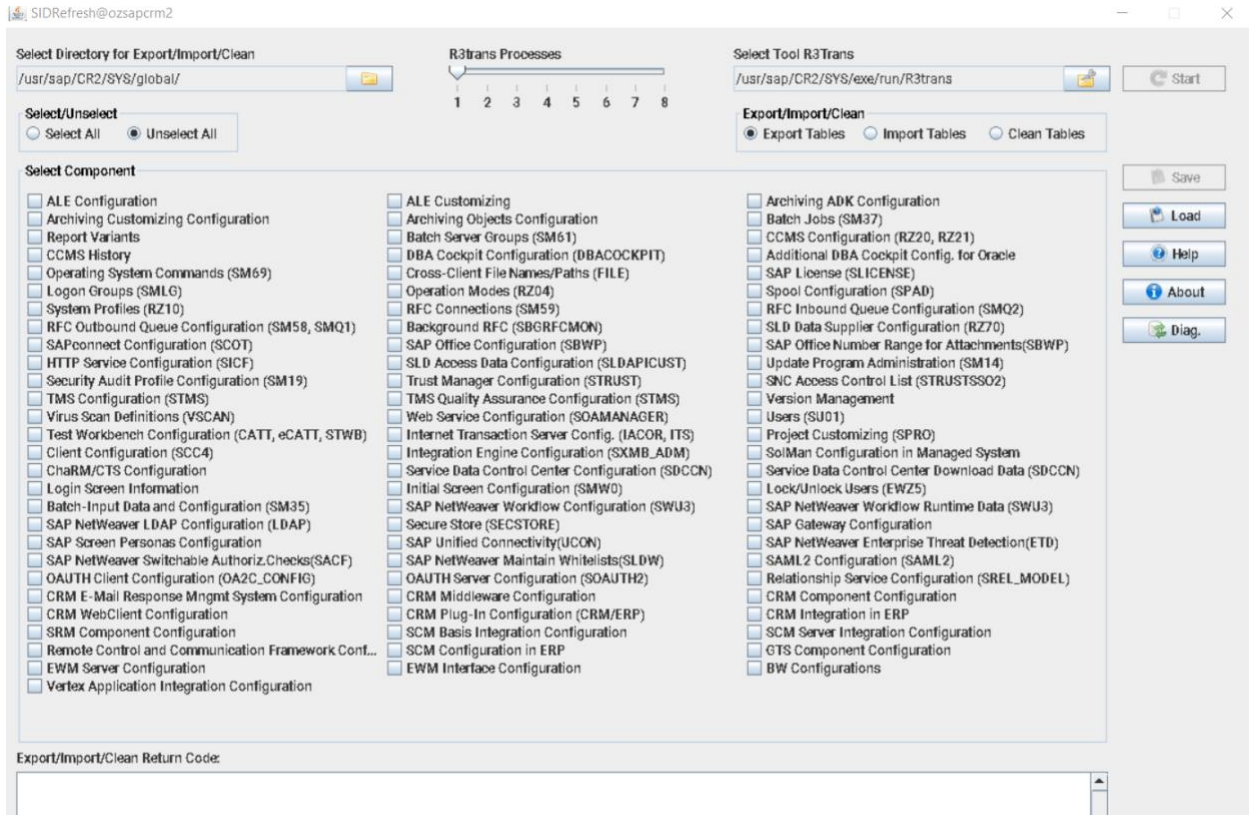 SIDRefresh@ozsapcrm2
Select Directory for Export/Import/Clean
R3trans Processes
Select Tool R3Trans
/usr/sap/CR2/SYS/global/
/usr/sap/CR2/SYS/exe/run/R3trans
Start
1 2 3 4 5 6 7 8
Select/Unselect
Select All Unselect All
Export/Import/Clean
Export Tables Import Tables Clean Tables
Select Component
Save
Load
Help
About
Diag.
ALE Configuration ALE Customizing Archiving ADK Configuration
Archiving Customizing Configuration Archiving Objects Configuration Batch Jobs (SM37)
Report Variants Batch Server Groups (SM61) CCMS Configuration (RZ20, RZ21)
CCMS History DBA Cockpit Configuration (DBACOCKPIT) Additional DBA Cockpit Config. for Oracle
Operating System Commands (SM69) Cross-Client File Names/Paths (FILE) SAP License (SLICENSE)
Logon Groups (SMLG) Operation Modes (RZ04) Spool Configuration (SPAD)
System Profiles (RZ10) RFC Connections (SM59) RFC Inbound Queue Configuration (SMQ2)
RFC Outbound Queue Configuration (SM58, SMQ1) Background RFC (SBGRFCMON) SLD Data Supplier Configuration (RZ70)
SAPconnect Configuration (SCOT) SAP Office Configuration (SBWP) SAP Office Number Range for Attachments(SBWP)
HTTP Service Configuration (SICF) SLD Access Data Configuration (SLDAPICUST) Update Program Administration (SM14)
Security Audit Profile Configuration (SM19) Trust Manager Configuration (STRUST) SNC Access Control List (STRUSTSSO2)
TMS Configuration (STMS) TMS Quality Assurance Configuration (STMS) Version Management
Virus Scan Definitions (VSCAN) Web Service Configuration (SOAMANAGER) Users (SU01)
Test Workbench Configuration (CATT, eCATT, STWB) Internet Transaction Server Config. (IACOR, ITS) Project Customizing (SPRO)
Client Configuration (SCC4) Integration Engine Configuration (SXMB_ADM) SolMan Configuration in Managed System
ChaRM/CTS Configuration Service Data Control Center Configuration (SDCCN) Service Data Control Center Download Data (SDCCN)
Login Screen Information Initial Screen Configuration (SMW0) Lock/Unlock Users (EWZ5)
Batch-Input Data and Configuration (SM35) SAP NetWeaver Workflow Configuration (SWU3) SAP NetWeaver Workflow Runtime Data (SWU3)
SAP NetWeaver LDAP Configuration (LDAP) Secure Store (SECSTORE) SAP Gateway Configuration
SAP Screen Personas Configuration SAP Unified Connectivity(UCON) SAP NetWeaver Enterprise Threat Detection(ETD)
SAP NetWeaver Switchable Authoriz.Checks(SACF) SAP NetWeaver Maintain Whitelists(SLDW) SAML2 Configuration (SAML2)
OAUTH Client Configuration (OA2C_CONFIG) OAUTH Server Configuration (SOAUTH2) Relationship Service Configuration (SREL_MODEL)
CRM E-Mail Response Mngmt System Configuration CRM Middleware Configuration CRM Component Configuration
CRM WebClient Configuration CRM Plug-In Configuration (CRM/ERP) CRM Integration in ERP
SRM Component Configuration SCM Basis Integration Configuration SCM Server Integration Configuration
Remote Control and Communication Framework Conf... SCM Configuration in ERP GTS Component Configuration
EWM Server Configuration EWM Interface Configuration BW Configurations
Vertex Application Integration Configuration
Export/Import/Clean Return Code: